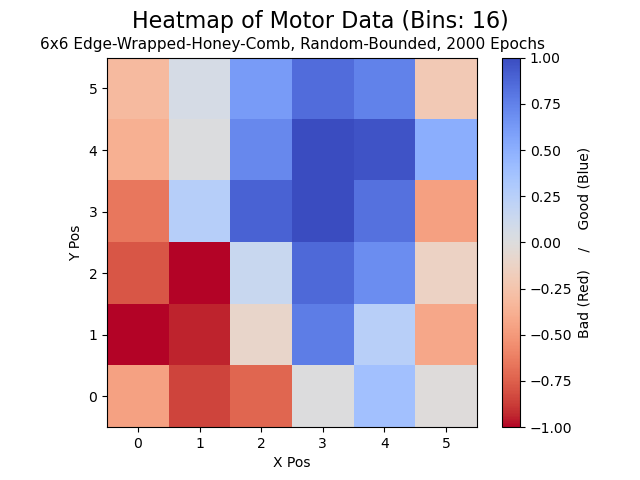 Heatmap of Motor Data (Bins: 16)
6x6 Edge-Wrapped-Honey-Comb, Random-Bounded, 2000 Epochs
Y Pos
5
4
3
2
1
0
0 1 2 3 4 5
X Pos
1.00
0.75
0.50
0.25
0.00
−0.25
−0.50
−0.75
−1.00
Bad (Red) / Good (Blue)